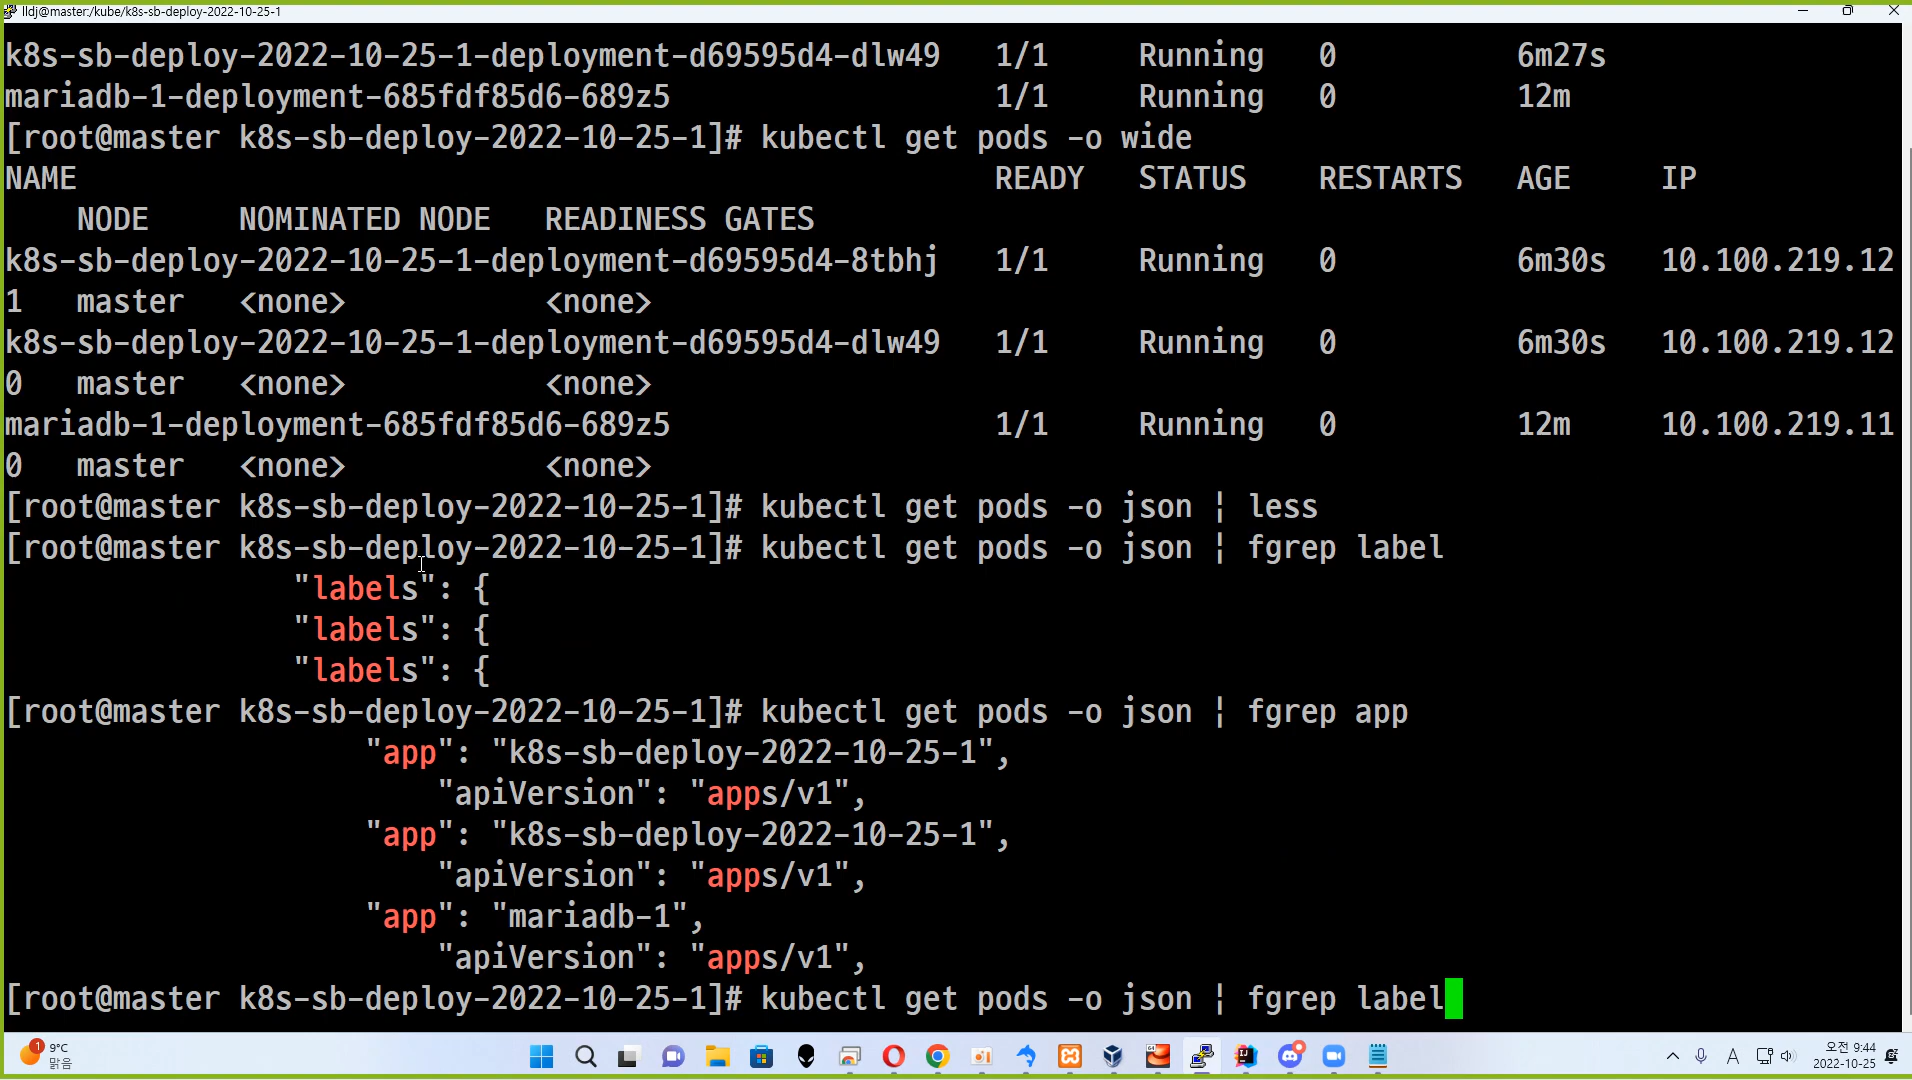 lldj@master:/kube/k8s-sb-deploy-2022-10-25-1
k8s-sb-deploy-2022-10-25-1-deployment-d69595d4-dlw49   1/1     Running   0          6m27s
mariadb-1-deployment-685fdf85d6-689z5                  1/1     Running   0          12m
[root@master k8s-sb-deploy-2022-10-25-1]# kubectl get pods -o wide
NAME                                                   READY   STATUS    RESTARTS   AGE     IP
    NODE     NOMINATED NODE   READINESS GATES
k8s-sb-deploy-2022-10-25-1-deployment-d69595d4-8tbhj   1/1     Running   0          6m30s   10.100.219.12
1   master   <none>           <none>
k8s-sb-deploy-2022-10-25-1-deployment-d69595d4-dlw49   1/1     Running   0          6m30s   10.100.219.12
0   master   <none>           <none>
mariadb-1-deployment-685fdf85d6-689z5                  1/1     Running   0          12m     10.100.219.11
0   master   <none>           <none>
[root@master k8s-sb-deploy-2022-10-25-1]# kubectl get pods -o json | less
[root@master k8s-sb-deploy-2022-10-25-1]# kubectl get pods -o json | fgrep label
                "labels": {
                "labels": {
                "labels": {
[root@master k8s-sb-deploy-2022-10-25-1]# kubectl get pods -o json | fgrep app
                    "app": "k8s-sb-deploy-2022-10-25-1",
                        "apiVersion": "apps/v1",
                    "app": "k8s-sb-deploy-2022-10-25-1",
                        "apiVersion": "apps/v1",
                    "app": "mariadb-1",
                        "apiVersion": "apps/v1",
[root@master k8s-sb-deploy-2022-10-25-1]# kubectl get pods -o json | fgrep label
1
9°C
맑음
64
A
오전 9:44
2022-10-25